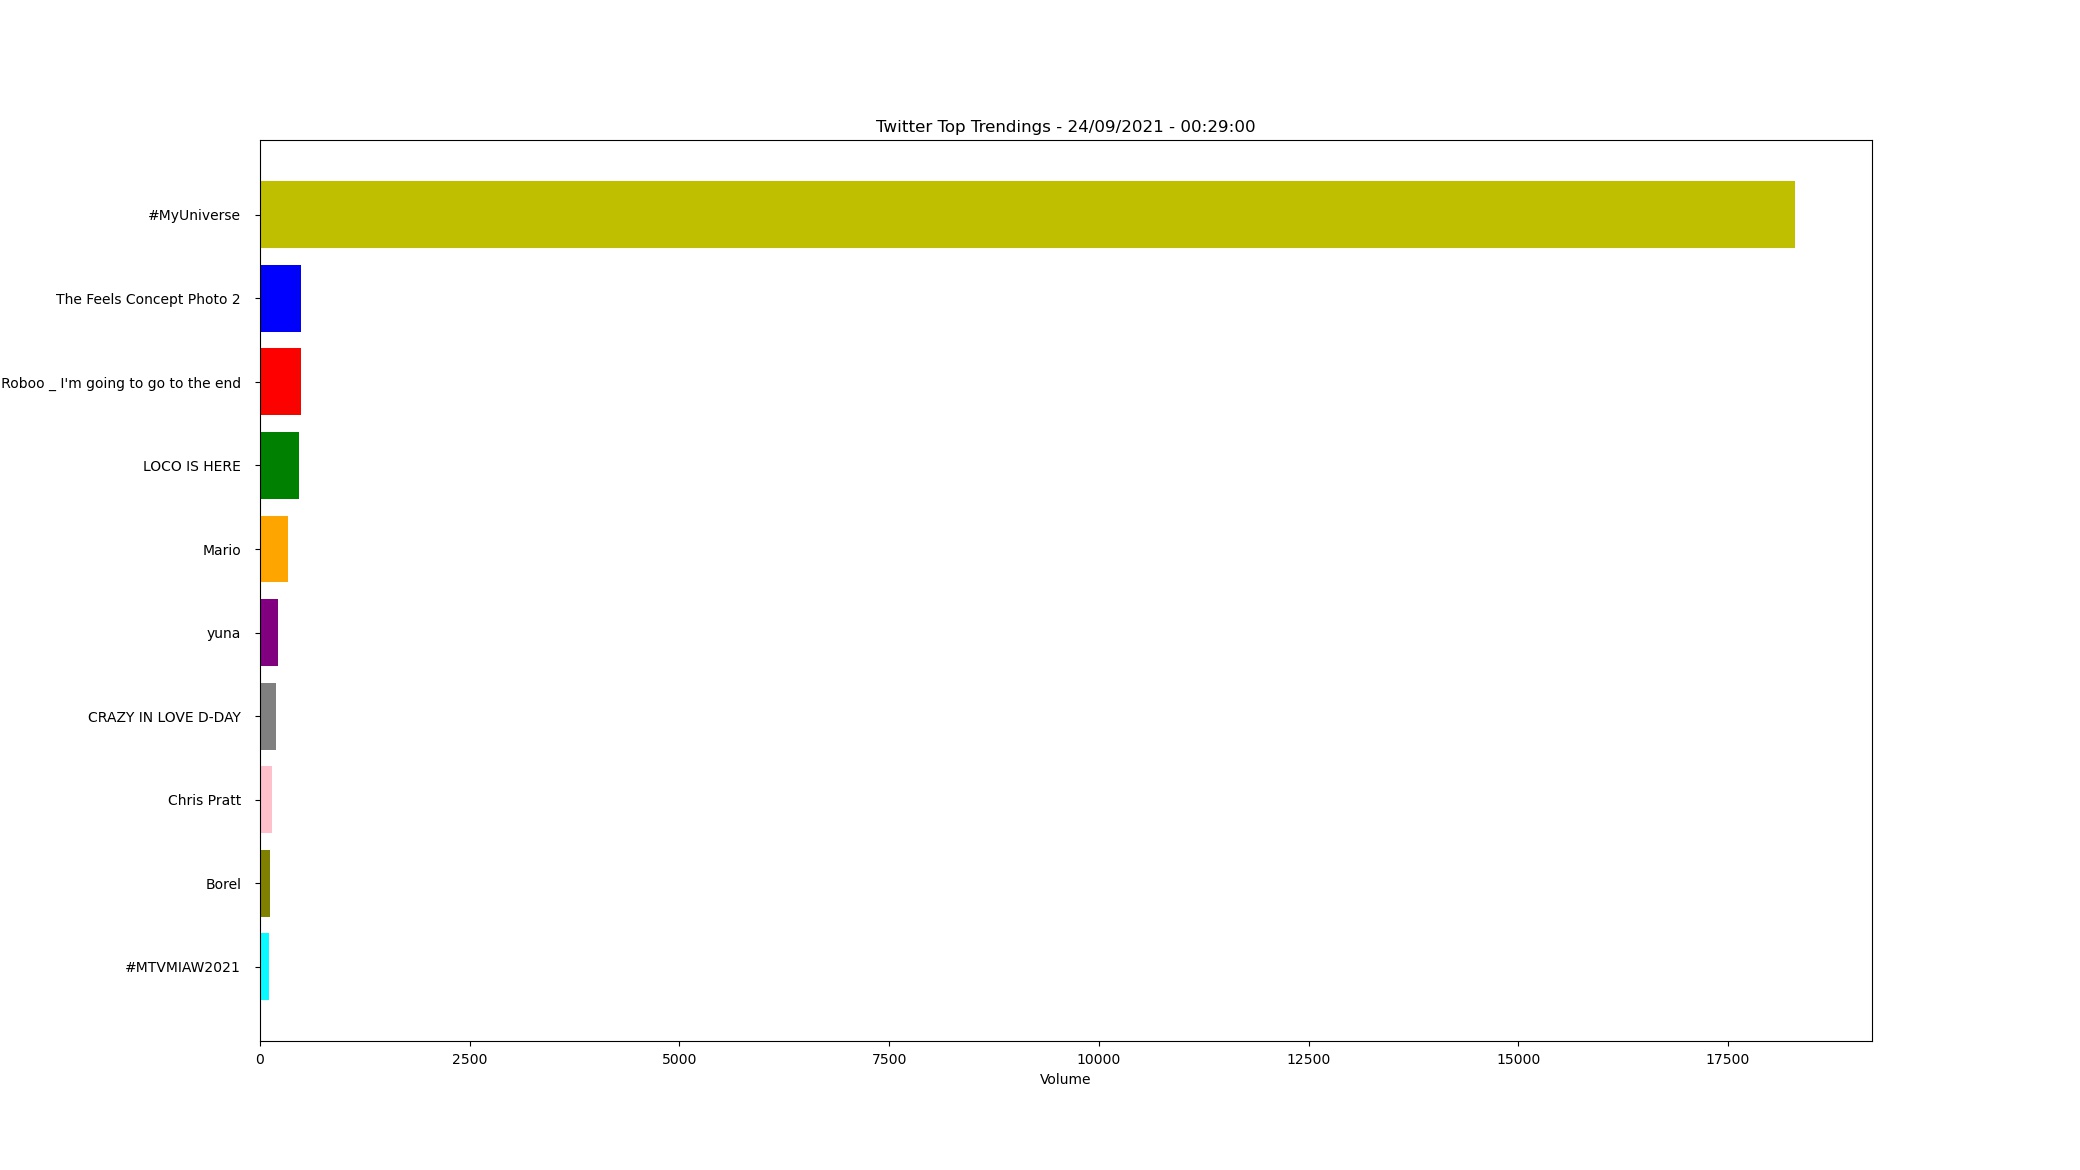 Twitter Top Trendings - 24/09/2021 - 00:29:00
#MyUniverse
The Feels Concept Photo 2
Roboo _ I'm going to go to the end
LOCO IS HERE
Mario
yuna
CRAZY IN LOVE D-DAY
Chris Pratt
Borel
#MTVMIAW2021
0 2500 5000 7500 10000 12500 15000 17500
Volume